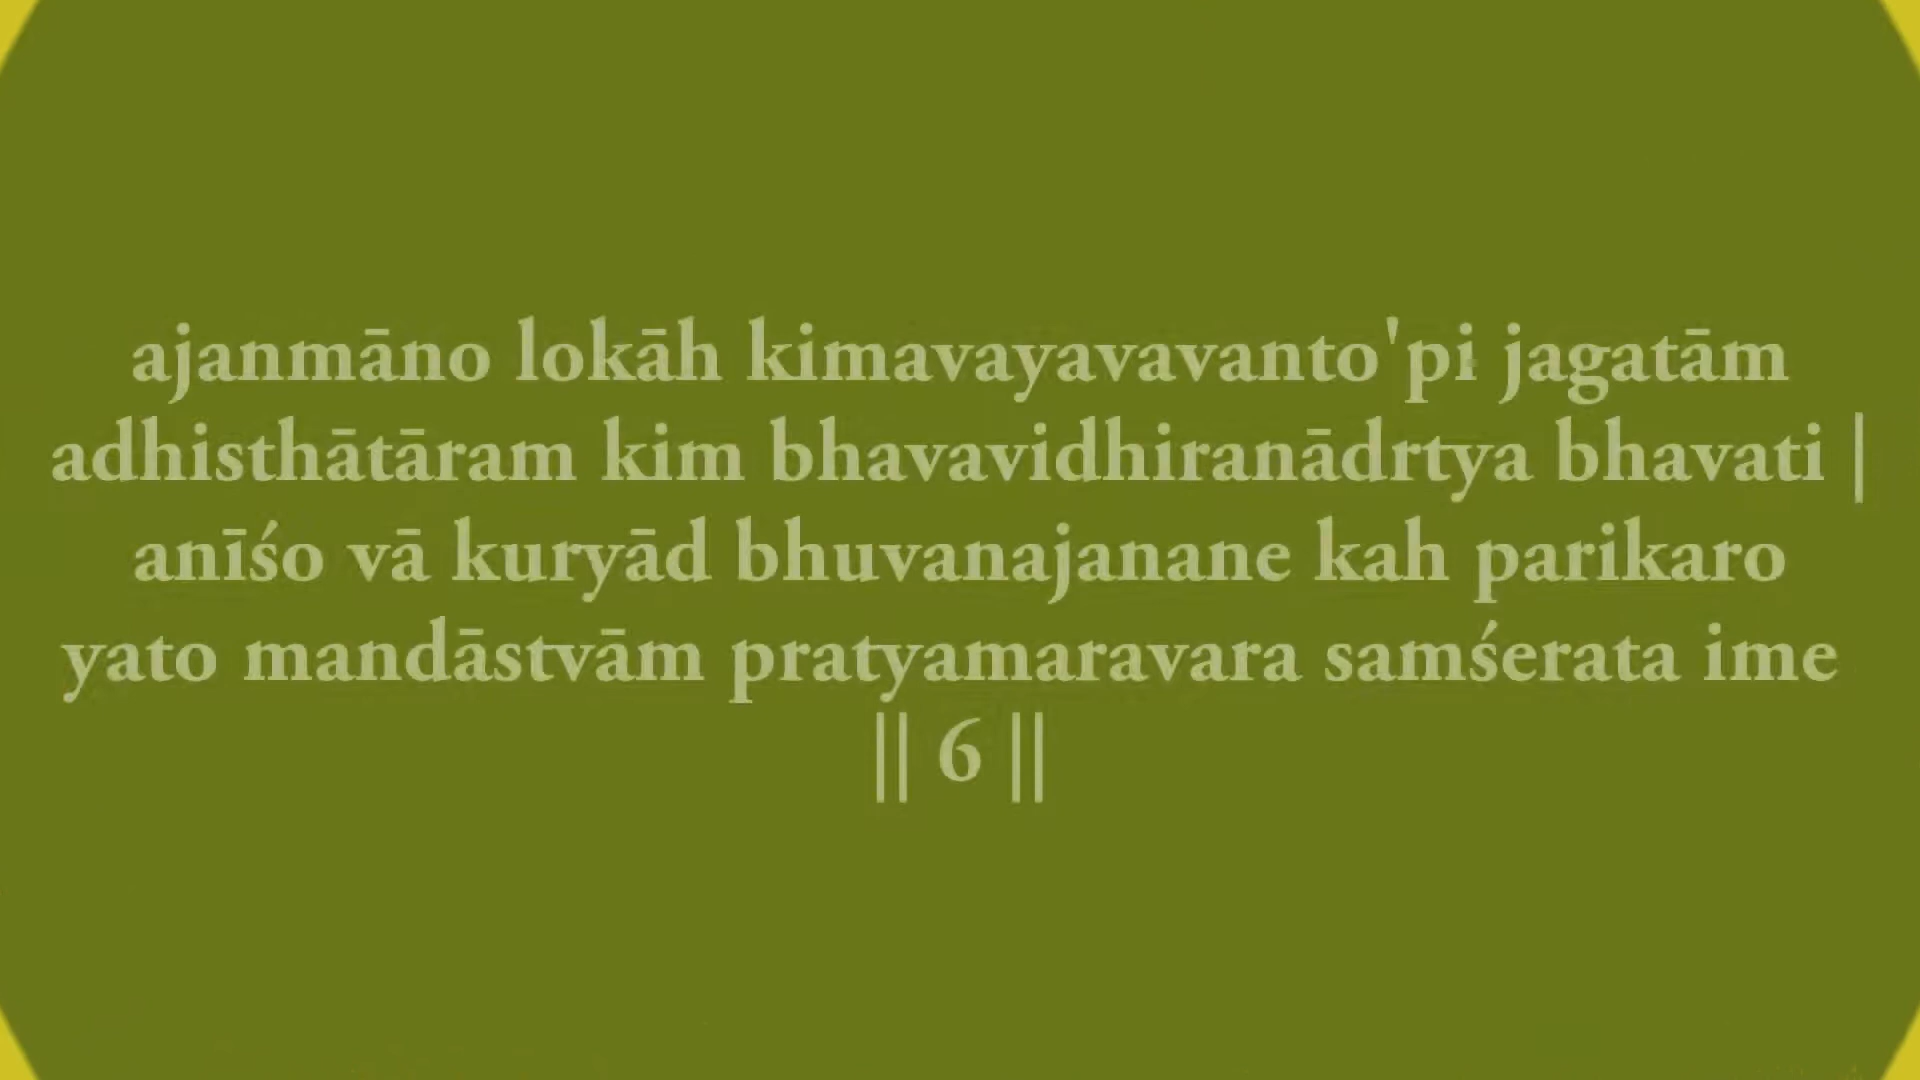 ajanmāno lokāh kimavayavavanto'pi jagatām
adhisthātāram kim bhavavidhiranādrtya bhavati |
anīśo vā kuryād bhuvanajanane kah parikaro
yato mandāstvām pratyamaravara samśerata ime
|| 6 ||